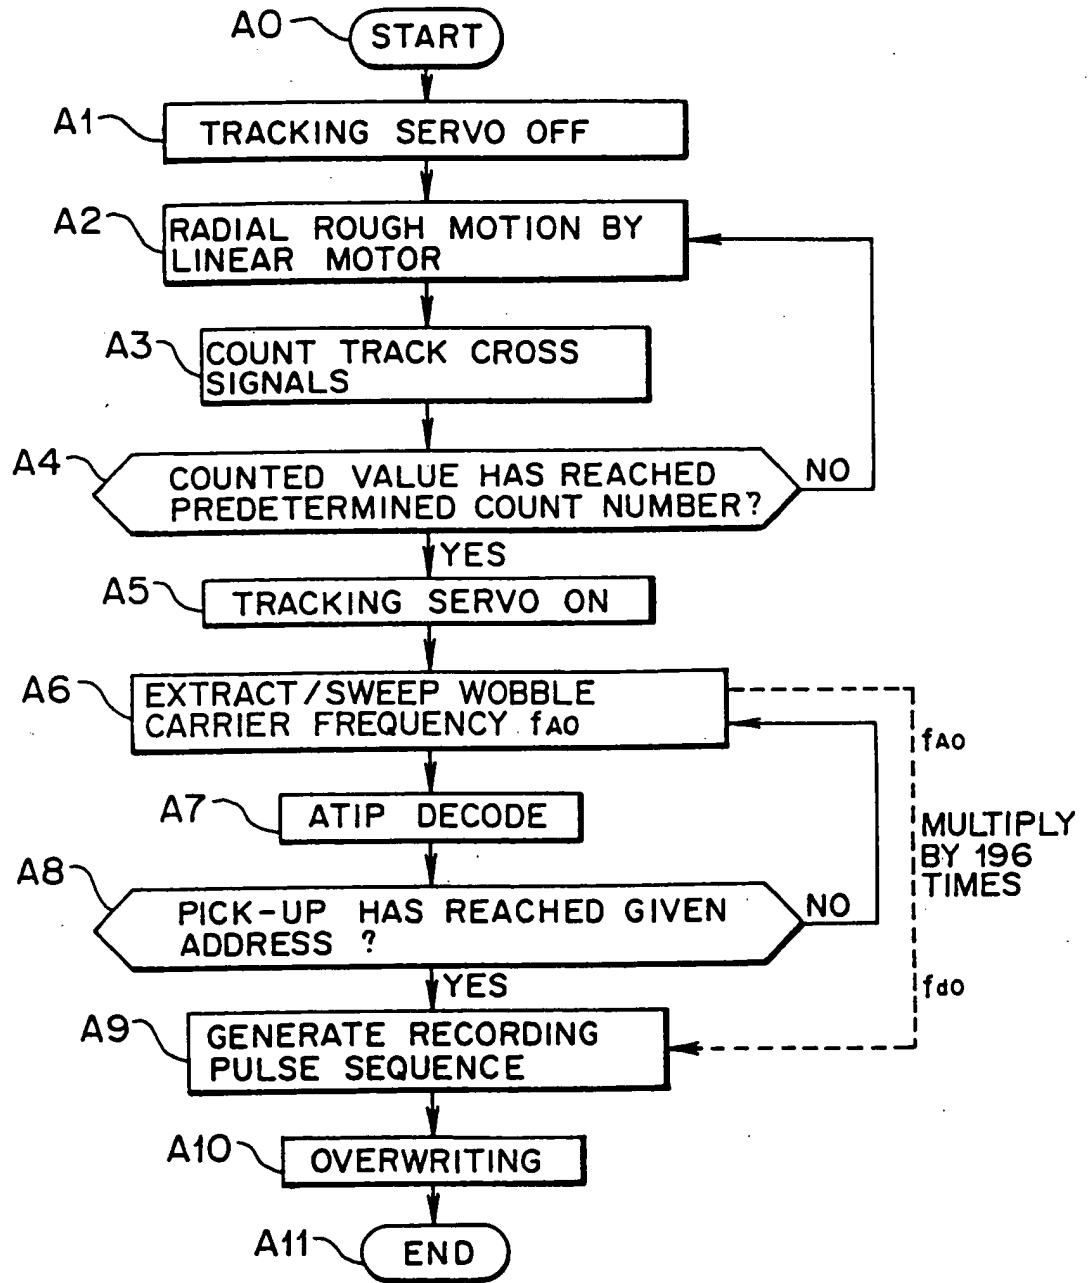 A0
START
A1
TRACKING SERVO OFF
A2
RADIAL ROUGH MOTION BY
LINEAR MOTOR
A3
COUNT TRACK CROSS
SIGNALS
A4
COUNTED VALUE HAS REACHED
PREDETERMINED COUNT NUMBER?
NO
YES
A5
TRACKING SERVO ON
A6
EXTRACT/SWEEP WOBBLE
CARRIER FREQUENCY fAO
fAO
A7
ATIP DECODE
MULTIPLY
BY 196
TIMES
A8
PICK-UP HAS REACHED GIVEN
ADDRESS ?
NO
YES
fdO
A9
GENERATE RECORDING
PULSE SEQUENCE
A10
OVERWRITING
A11
END